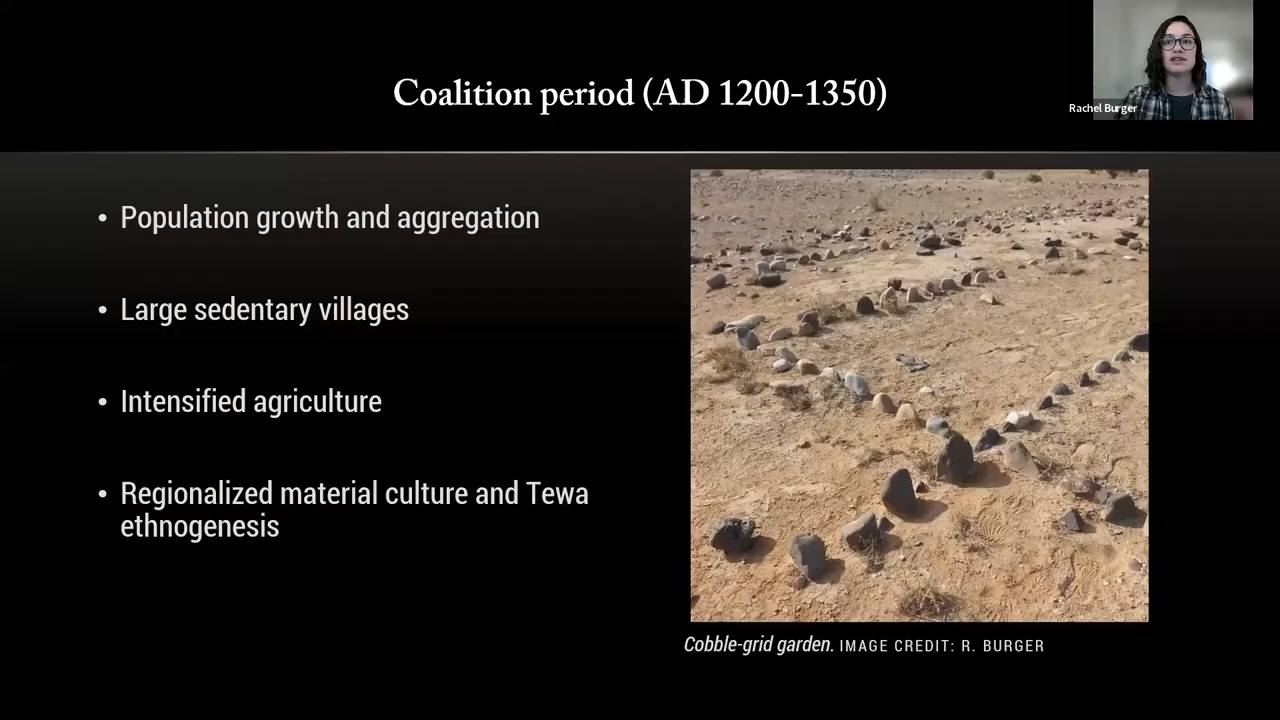 Coalition period (AD 1200-1350)
Rachel Burger
• Population growth and aggregation
• Large sedentary villages
• Intensified agriculture
• Regionalized material culture and Tewa
ethnogenesis
Cobble-grid garden. IMAGE CREDIT: R. BURGER